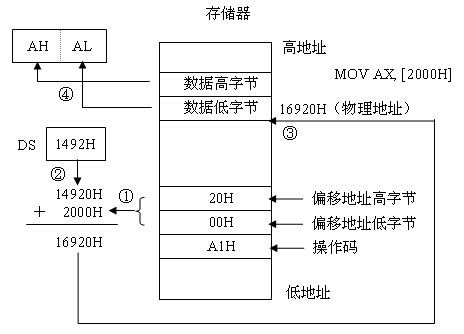 存储器
AH AL
高地址
数据高字节
MOV AX, [2000H]
④
数据低字节
16920H（物理地址）
③
DS 1492H
②
14920H
①
+ 2000H
16920H
20H
偏移地址高字节
00H
偏移地址低字节
A1H
操作码
低地址